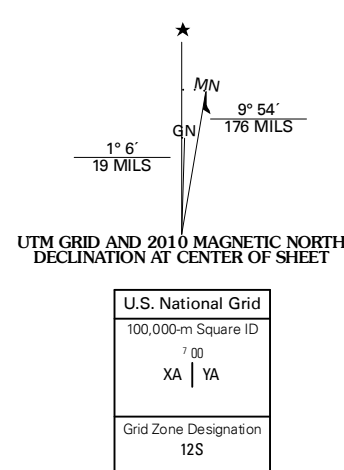 ★
MN
9° 54´
176 MILS
GN
1° 6´
19 MILS
UTM GRID AND 2010 MAGNETIC NORTH
DECLINATION AT CENTER OF SHEET
U.S. National Grid
100,000-m Square ID
7 00
XA | YA
Grid Zone Designation
12S